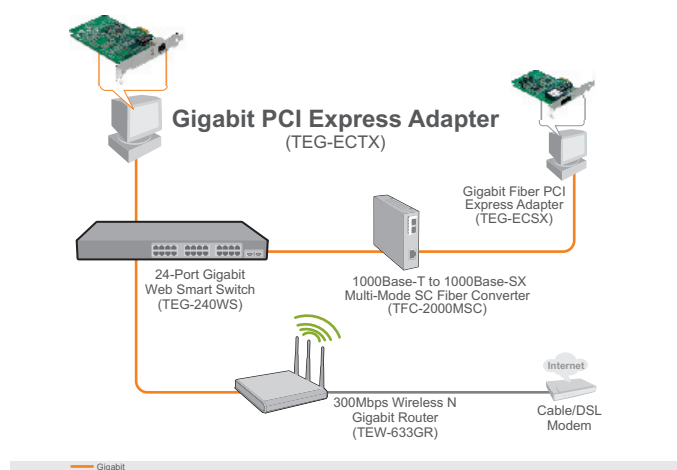 Gigabit PCI Express Adapter
(TEG-ECTX)
Gigabit Fiber PCI
Express Adapter
(TEG-ECSX)
24-Port Gigabit
Web Smart Switch
(TEG-240WS)
1000Base-T to 1000Base-SX
Multi-Mode SC Fiber Converter
(TFC-2000MSC)
Internet
300Mbps Wireless N
Gigabit Router
(TEW-633GR)
Cable/DSL
Modem
Gigabit